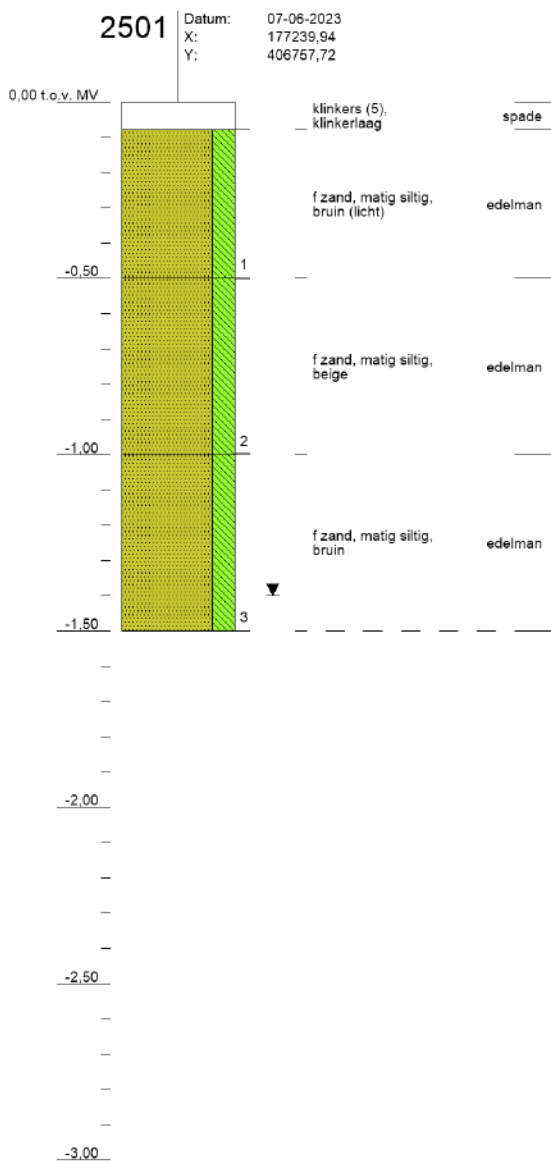 2501
Datum: 07-06-2023
X: 177239,94
Y: 406757,72
0,00 t.o.v. MV
klinkers (5),
klinkerlaag
spade
f zand, matig siltig,
bruin (licht)
edelman
1
-0,50
f zand, matig siltig,
beige
edelman
2
-1,00
f zand, matig siltig,
bruin
edelman
3
-1,50
-2,00
-2,50
-3,00